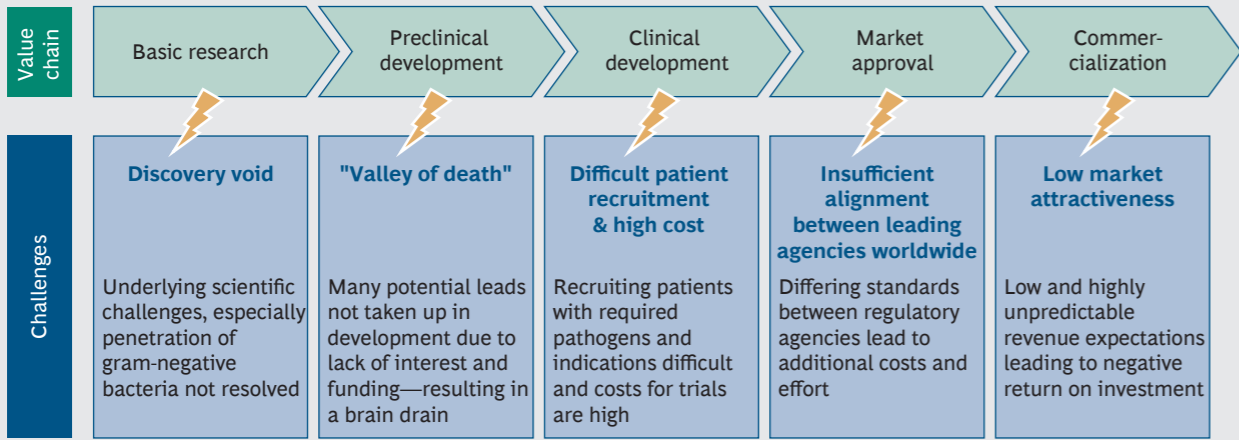 Value
chain
Basic research
Preclinical
development
Clinical
development
Market
approval
Commer-
cialization
Challenges
Discovery void
Underlying scientific
challenges, especially
penetration of
gram-negative
bacteria not resolved
"Valley of death"
Many potential leads
not taken up in
development due to
lack of interest and
funding—resulting in
a brain drain
Difficult patient
recruitment
& high cost
Recruiting patients
with required
pathogens and
indications difficult
and costs for trials
are high
Insufficient
alignment
between leading
agencies worldwide
Differing standards
between regulatory
agencies lead to
additional costs and
effort
Low market
attractiveness
Low and highly
unpredictable
revenue expectations
leading to negative
return on investment